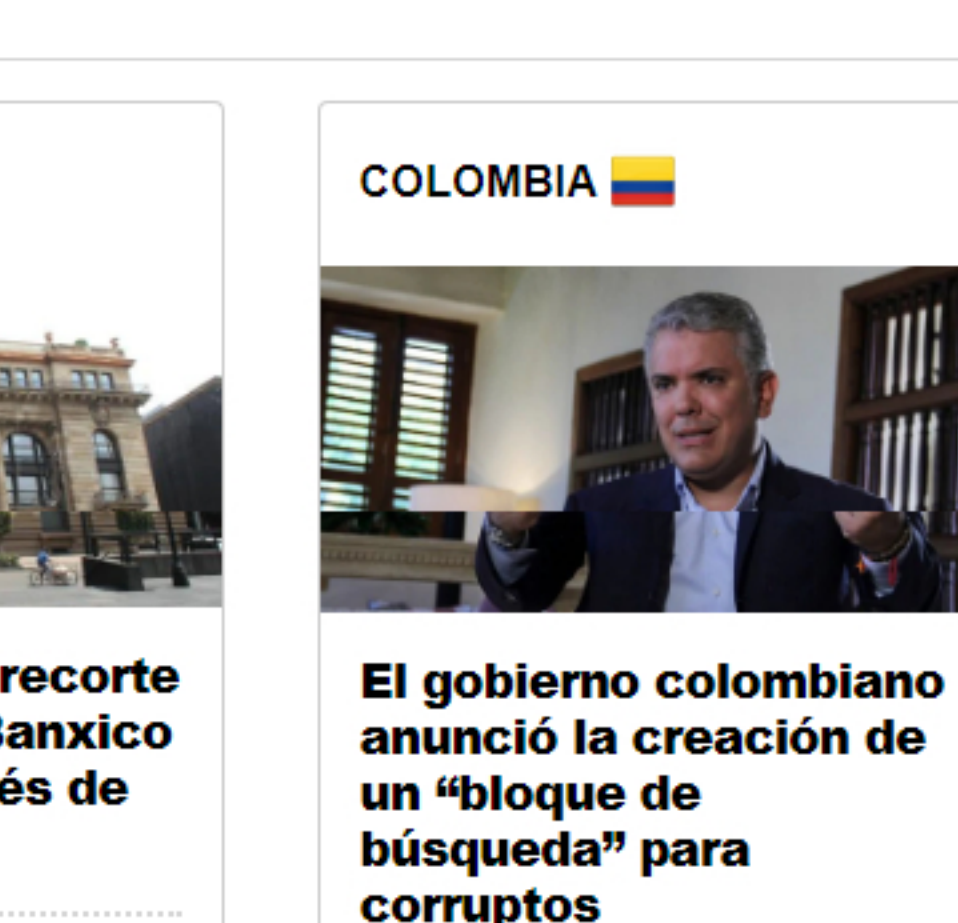 COLOMBIA
recorte
Banxico
és de
El gobierno colombiano
anunció la creación de
un “bloque de
búsqueda” para
corruptos